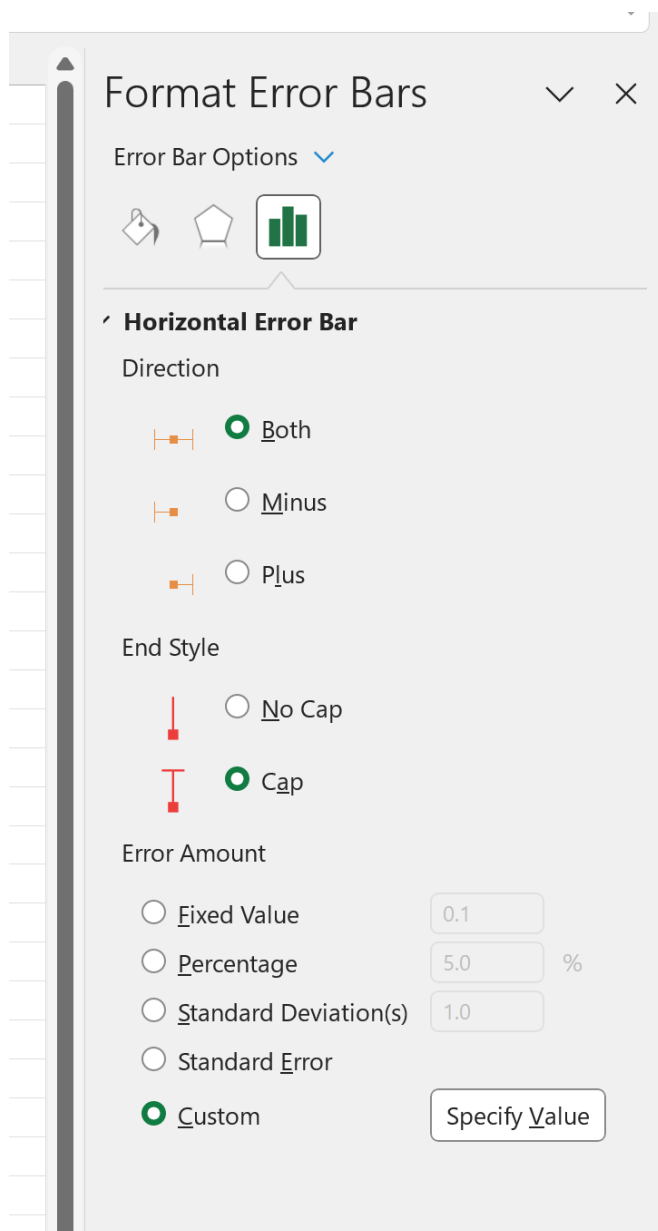 Format Error Bars
Error Bar Options
Horizontal Error Bar
Direction
Both
Minus
Plus
End Style
No Cap
Cap
Error Amount
Fixed Value 0.1
Percentage 5.0 %
Standard Deviation(s) 1.0
Standard Error
Custom Specify Value